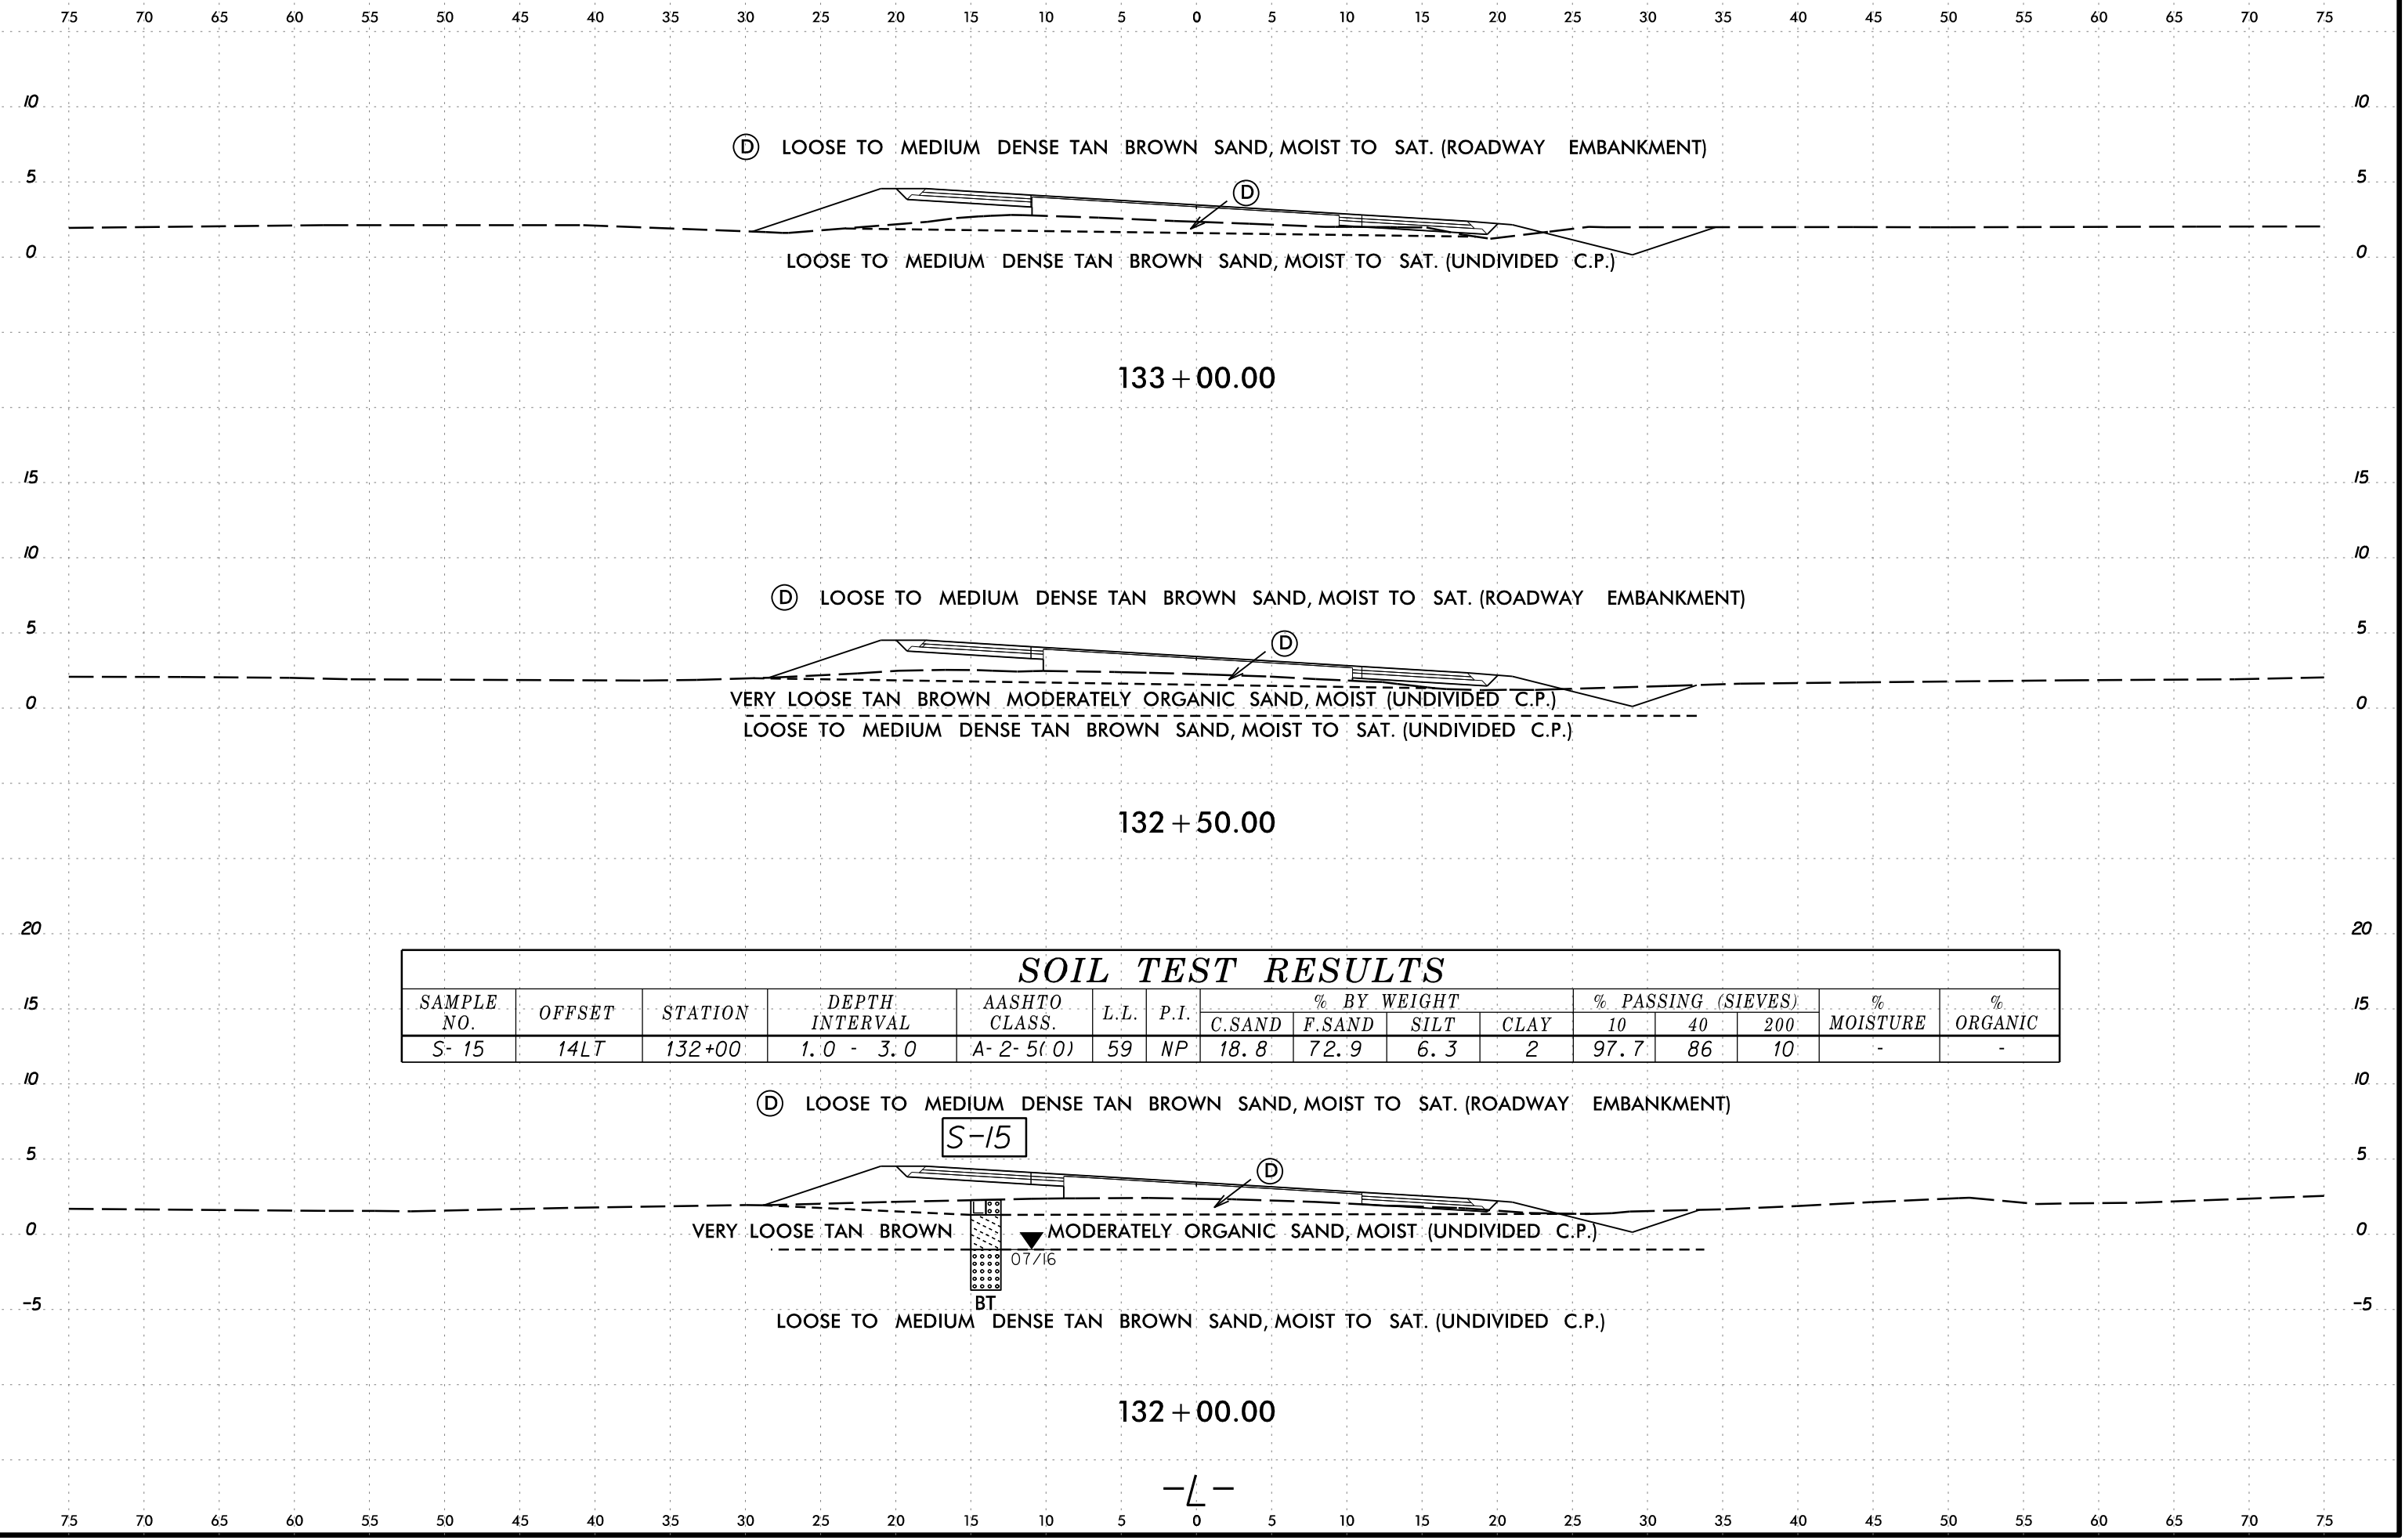 75 70 65 60 55 50 45 40 35 30 25 20 15 10 5 0 5 10 15 20 25 30 35 40 45 50 55 60 65 70 75
10 10
Ⓓ LOOSE TO MEDIUM DENSE TAN BROWN SAND, MOIST TO SAT. (ROADWAY EMBANKMENT)
5 5
Ⓓ
0 0
LOOSE TO MEDIUM DENSE TAN BROWN SAND, MOIST TO SAT. (UNDIVIDED C.P.)
133+00.00
15 15
10 10
Ⓓ LOOSE TO MEDIUM DENSE TAN BROWN SAND, MOIST TO SAT. (ROADWAY EMBANKMENT)
5 5
Ⓓ
VERY LOOSE TAN BROWN MODERATELY ORGANIC SAND, MOIST (UNDIVIDED C.P.)
0 0
LOOSE TO MEDIUM DENSE TAN BROWN SAND, MOIST TO SAT. (UNDIVIDED C.P.)
132+50.00
20 20
SOIL TEST RESULTS
15 15
SAMPLE NO. OFFSET STATION DEPTH INTERVAL AASHTO CLASS. L.L. P.I. % BY WEIGHT % PASSING (SIEVES) % MOISTURE % ORGANIC
C.SAND F.SAND SILT CLAY 10 40 200
S-15 14LT 132+00 1.0 - 3.0 A-2-5(0) 59 NP 18.8 72.9 6.3 2 97.7 86 10 - -
10 10
Ⓓ LOOSE TO MEDIUM DENSE TAN BROWN SAND, MOIST TO SAT. (ROADWAY EMBANKMENT)
S-15
5 5
Ⓓ
0 0
VERY LOOSE TAN BROWN MODERATELY ORGANIC SAND, MOIST (UNDIVIDED C.P.)
07/16
-5 -5
BT
LOOSE TO MEDIUM DENSE TAN BROWN SAND, MOIST TO SAT. (UNDIVIDED C.P.)
132+00.00
-L-
75 70 65 60 55 50 45 40 35 30 25 20 15 10 5 0 5 10 15 20 25 30 35 40 45 50 55 60 65 70 75